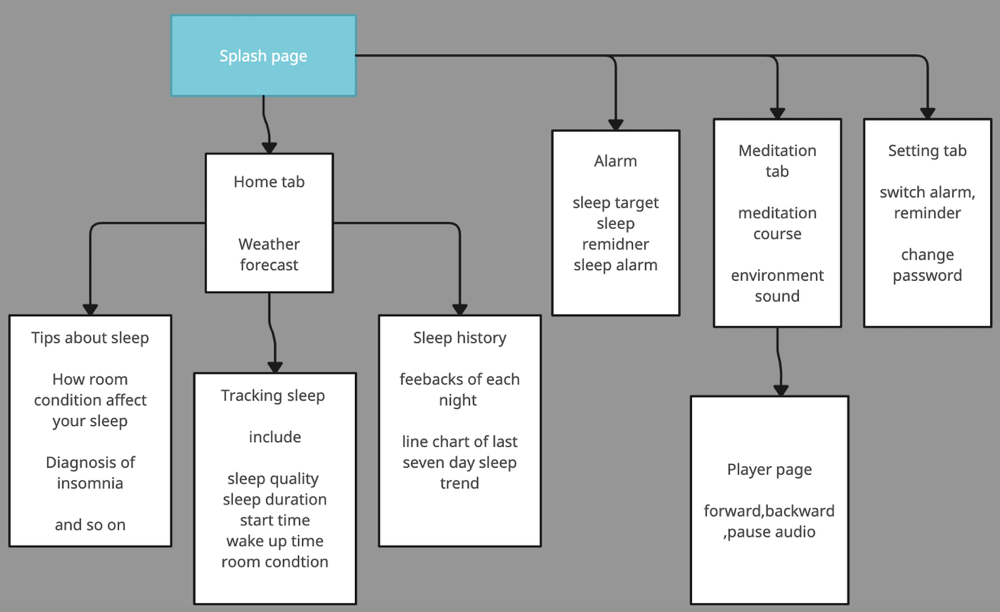 Splash page
Home tab
Weather
forecast
Alarm
sleep target
sleep
remidner
sleep alarm
Meditation
tab
meditation
course
environment
sound
Setting tab
switch alarm,
reminder
change
password
Tips about sleep
How room
condition affect
your sleep
Diagnosis of
insomnia
and so on
Tracking sleep
include
sleep quality
sleep duration
start time
wake up time
room condtion
Sleep history
feebacks of each
night
line chart of last
seven day sleep
trend
Player page
forward,backward
,pause audio